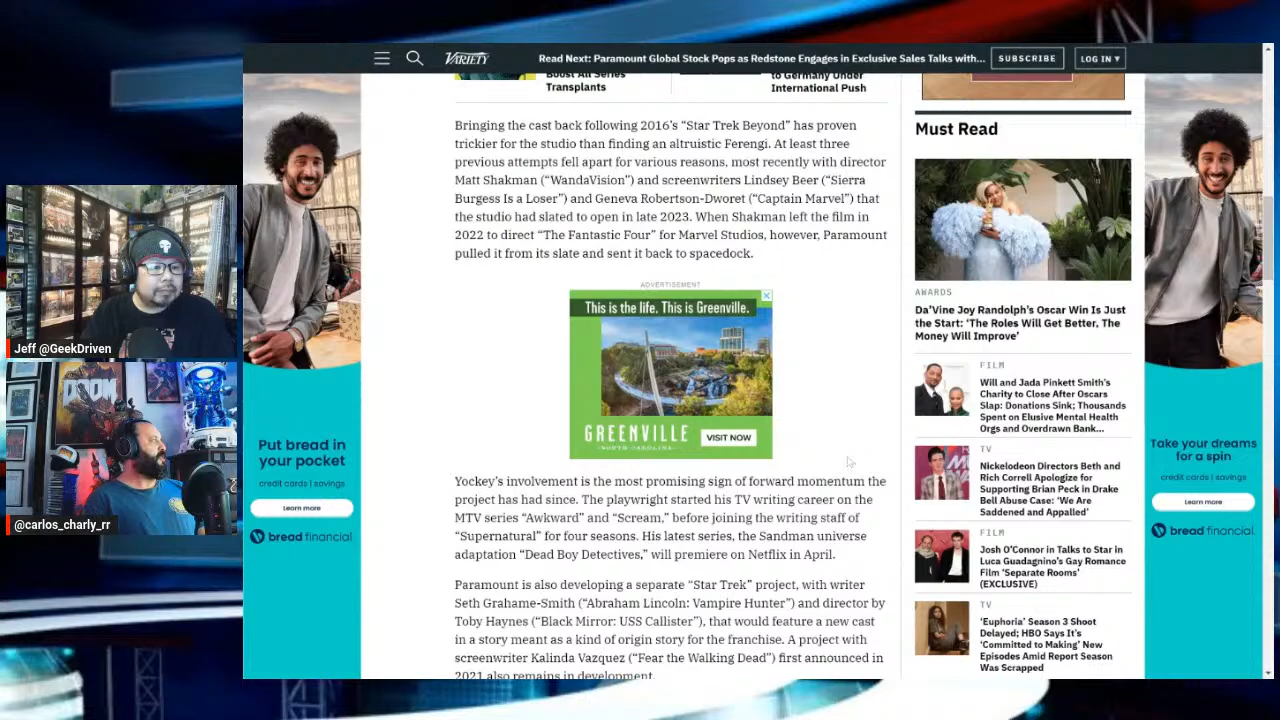 VARIETY
Read Next: Paramount Global Stock Pops as Redstone Engages in Exclusive Sales Talks with...
SUBSCRIBE
LOG IN ▾
Boost All Series
Transplants
to Germany Under
International Push
Bringing the cast back following 2016’s “Star Trek Beyond” has proven
trickier for the studio than finding an altruistic Ferengi. At least three
previous attempts fell apart for various reasons, most recently with director
Matt Shakman (“WandaVision”) and screenwriters Lindsey Beer (“Sierra
Burgess Is a Loser”) and Geneva Robertson-Dworet (“Captain Marvel”) that
the studio had slated to open in late 2023. When Shakman left the film in
2022 to direct “The Fantastic Four” for Marvel Studios, however, Paramount
pulled it from its slate and sent it back to spacedock.
ADVERTISEMENT
This is the life. This is Greenville.
GREENVILLE
SOUTH CAROLINA
VISIT NOW
Yockey’s involvement is the most promising sign of forward momentum the
project has had since. The playwright started his TV writing career on the
MTV series “Awkward” and “Scream,” before joining the writing staff of
“Supernatural” for four seasons. His latest series, the Sandman universe
adaptation “Dead Boy Detectives,” will premiere on Netflix in April.
Paramount is also developing a separate “Star Trek” project, with writer
Seth Grahame-Smith (“Abraham Lincoln: Vampire Hunter”) and director by
Toby Haynes (“Black Mirror: USS Callister”), that would feature a new cast
in a story meant as a kind of origin story for the franchise. A project with
screenwriter Kalinda Vazquez (“Fear the Walking Dead”) first announced in
2021 also remains in development.
Must Read
AWARDS
Da’Vine Joy Randolph’s Oscar Win Is Just
the Start: ‘The Roles Will Get Better, The
Money Will Improve’
FILM
Will and Jada Pinkett Smith’s
Charity to Close After Oscars
Slap: Donations Sink; Thousands
Spent on Elusive Mental Health
Orgs and Overdrawn Bank...
TV
Nickelodeon Directors Beth and
Rich Correll Apologize for
Supporting Brian Peck in Drake
Bell Abuse Case: ‘We Are
Saddened and Appalled’
FILM
Josh O’Connor in Talks to Star in
Luca Guadagnino’s Gay Romance
Film ‘Separate Rooms’
(EXCLUSIVE)
TV
‘Euphoria’ Season 3 Shoot
Delayed; HBO Says It’s
‘Committed to Making’ New
Episodes Amid Report Season
Was Scrapped
Put bread in
your pocket
credit cards | savings
Learn more
bread financial
Take your dreams
for a spin
credit cards | savings
Learn more
bread financial
Jeff @GeekDriven
DOOM
@carlos_charly_rr